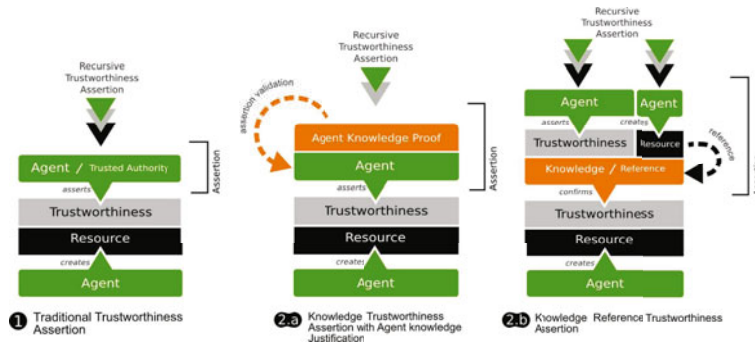 Recursive
Trustworthiness
Assertion
Agent / Trusted Authority
asserts
Trustworthiness
Resource
creates
Agent
Assertion
1 Traditional Trustworthiness
Assertion
Recursive
Trustworthiness
Assertion
assertion validation
Agent Knowledge Proof
Agent
asserts
Trustworthiness
Resource
creates
Agent
Assertion
2.a Knowledge Trustworthiness
Assertion with Agent knowledge
Justification
Recursive Trustworthiness
Assertion
Agent
Agent
asserts
creates
Trustworthiness
Resource
reference
Knowledge / Reference
confirms
Trustworthiness
Resource
creates
Agent
2.b Knowledge Reference Trustworthiness
Assertion